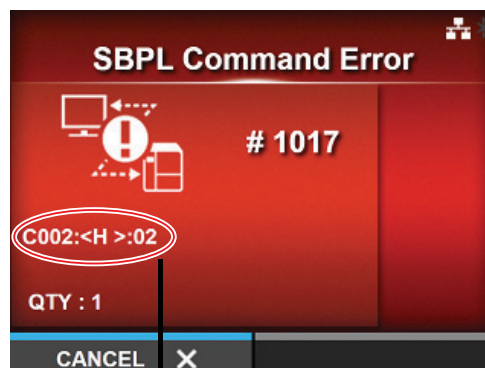 SBPL Command Error
# 1017
C002:<H >:02
QTY : 1
CANCEL